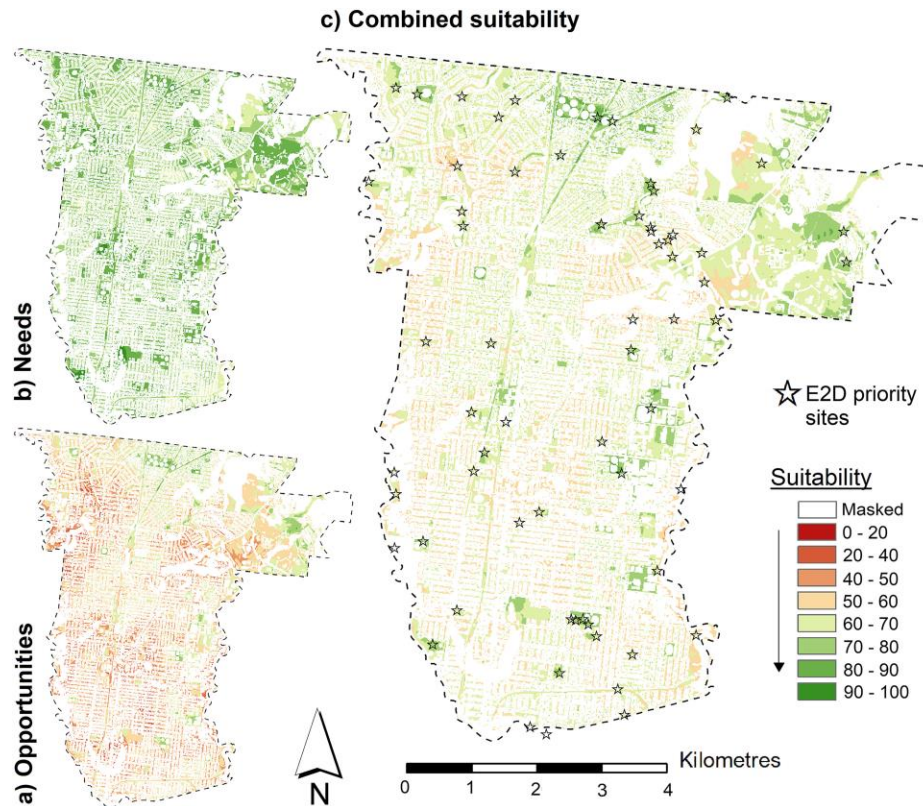 c) Combined suitability
b) Needs
a) Opportunities
E2D priority
sites
Suitability
Masked
0 - 20
20 - 40
40 - 50
50 - 60
60 - 70
70 - 80
80 - 90
90 - 100
N
Kilometres
0 1 2 3 4